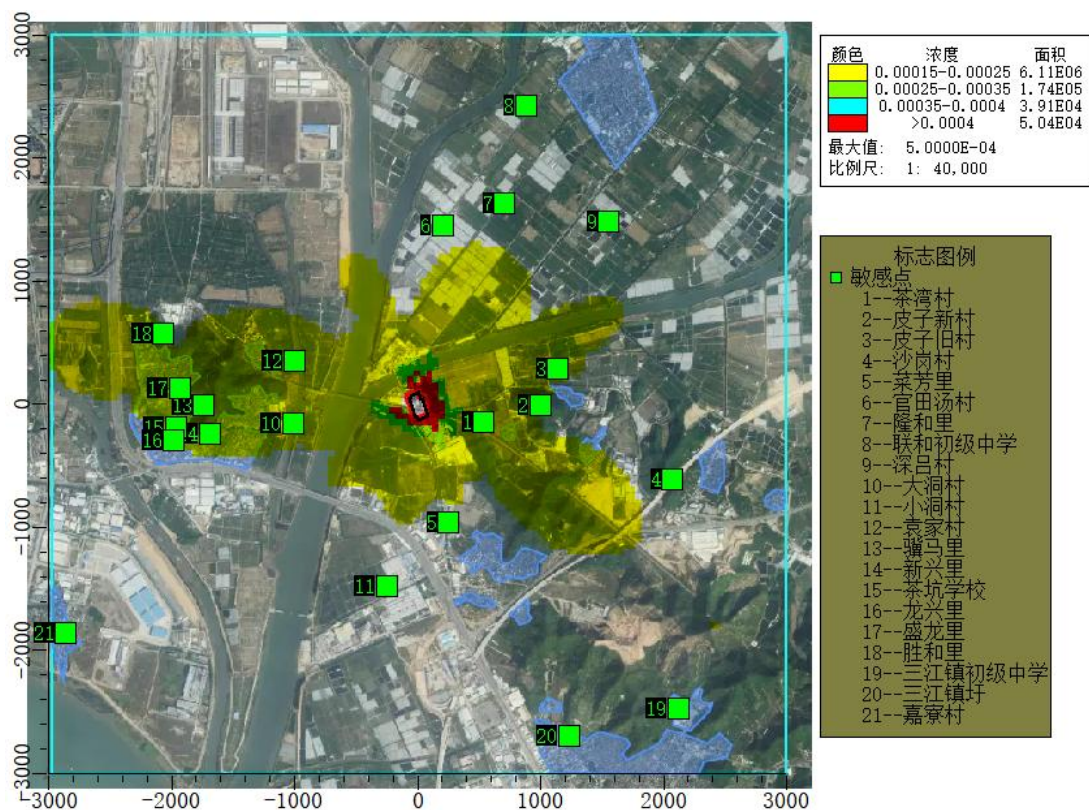 3000
2000
1000
0
-1000
-2000
-3000
-3000 -2000 -1000 0 1000 2000 3000
8
7
9
6
18
12
3
17
13
2
1
15
10
16
4
4
5
11
21
19
20
颜色 浓度 面积
0.00015-0.00025 6.11E06
0.00025-0.00035 1.74E05
0.00035-0.0004 3.91E04
>0.0004 5.04E04
最大值: 5.0000E-04
比例尺: 1: 40,000
标志图例
敏感点
1--茶湾村
2--皮子新村
3--皮子旧村
4--沙岗村
5--菜芳里
6--官田汤村
7--隆和里
8--联和初级中学
9--深吕村
10--大洞村
11--小洞村
12--袁家村
13--骥马里
14--新兴里
15--茶坑学校
16--龙兴里
17--盛龙里
18--胜和里
19--三江镇初级中学
20--三江镇圩
21--嘉寮村